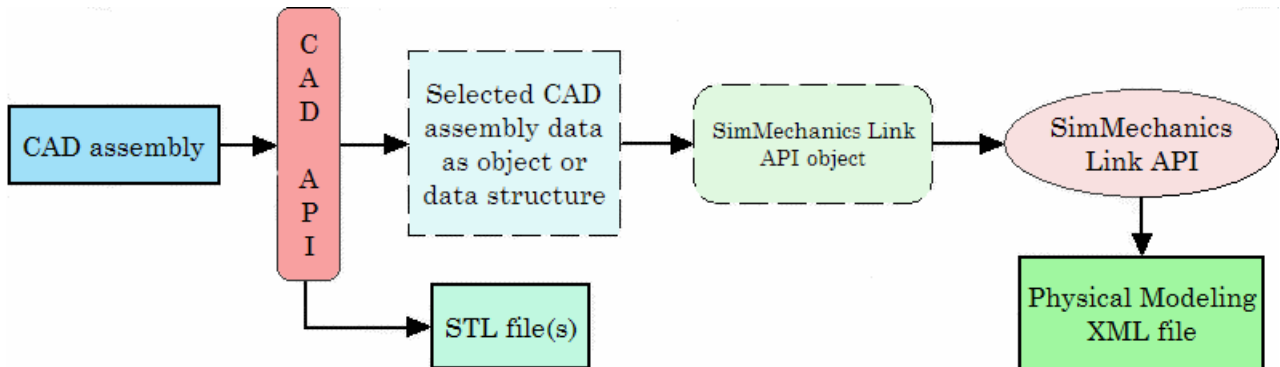 CAD assembly
C
A
D
A
P
I
Selected CAD
assembly data
as object or
data structure
STL file(s)
SimMechanics Link
API object
SimMechanics
Link API
Physical Modeling
XML file